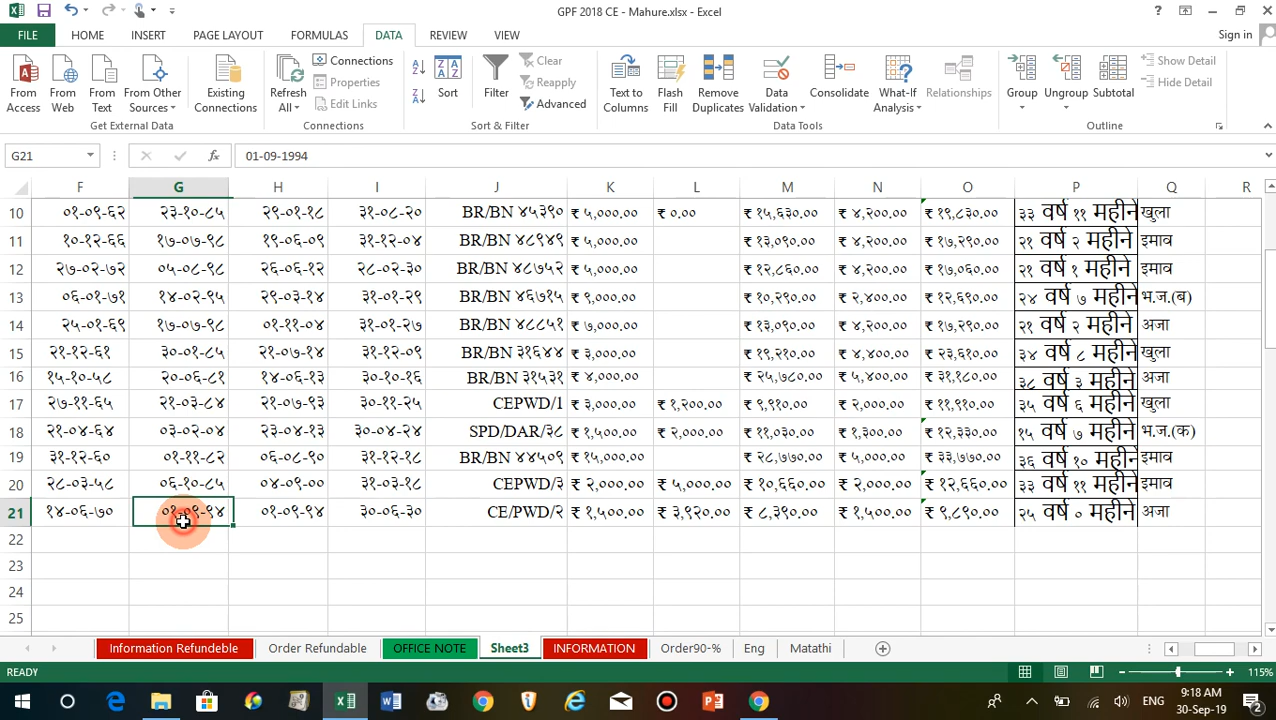 GPF 2018 CE - Mahure.xlsx - Excel
FILE HOME INSERT PAGE LAYOUT FORMULAS DATA REVIEW VIEW Sign in
From Access From Web From Text From Other Sources Existing Connections Get External Data
Refresh All Connections Properties Edit Links Connections
Sort Filter Clear Reapply Advanced Sort & Filter
Text to Columns Flash Fill Remove Duplicates Data Validation Consolidate What-If Analysis Relationships Data Tools
Group Ungroup Subtotal Show Detail Hide Detail Outline
G21 fx 01-09-1994
F G H I J K L M N O P Q R
10 ०१-०९-६२ २३-१०-८५ २९-०१-१८ ३१-०८-२० BR/BN ४५३९० ₹ ५,०००.०० ₹ ०.०० ₹ १५,६३०.०० ₹ ४,२००.०० ₹ १९,८३०.०० ३३ वर्ष ११ महीने खुला
11 १०-१२-६६ १७-०७-९८ १९-०६-०९ ३१-१२-०४ BR/BN ४८९४९ ₹ ५,०००.०० ₹ १३,०९०.०० ₹ ४,२००.०० ₹ १७,२९०.०० २१ वर्ष २ महीने इमाव
12 २७-०२-७२ ०५-०८-९८ २६-०६-१२ २८-०२-३० BR/BN ४८७५२ ₹ ५,०००.०० ₹ १२,८६०.०० ₹ ४,२००.०० ₹ १७,०६०.०० २१ वर्ष १ महीने इमाव
13 ०६-०१-७१ १४-०२-९५ २९-०३-१४ ३१-०१-२९ BR/BN ४६७१५ ₹ ९,०००.०० ₹ १०,२९०.०० ₹ २,४००.०० ₹ १२,६९०.०० २४ वर्ष ७ महीने भ.ज.(ब)
14 २५-०१-६९ १७-०७-९८ ०१-११-०४ ३१-०१-२७ BR/BN ४८८५१ ₹ ७,०००.०० ₹ १३,०९०.०० ₹ ४,२००.०० ₹ १७,२९०.०० २१ वर्ष २ महीने अजा
15 २१-१२-६१ ३०-०१-८५ २१-०७-१४ ३१-१२-०९ BR/BN ३१६४४ ₹ ३,०००.०० ₹ १९,२१०.०० ₹ ४,४००.०० ₹ २३,६१०.०० ३४ वर्ष ८ महीने खुला
16 १५-१०-५८ २०-०६-८१ १४-०६-१३ ३०-१०-१६ BR/BN ३१५३१ ₹ ४,०००.०० ₹ २५,७८०.०० ₹ ५,४००.०० ₹ ३१,१८०.०० ३८ वर्ष ३ महीने अजा
17 २७-११-६५ २१-०३-८४ २१-०७-१३ ३०-११-२५ CEPWD/1 ₹ ३,०००.०० ₹ १,२००.०० ₹ ९,९१०.०० ₹ २,०००.०० ₹ ११,९१०.०० ३५ वर्ष ६ महीने खुला
18 २१-०४-६४ ०३-०२-०४ २३-०४-१३ ३०-०४-२४ SPD/DAR/३८ ₹ १,५००.०० ₹ २,०००.०० ₹ ११,०३०.०० ₹ १,३००.०० ₹ १२,३३०.०० १५ वर्ष ७ महीने भ.ज.(क)
19 ३१-१२-६० ०१-११-८२ ०६-०८-९० ३१-१२-१८ BR/BN ४४५०९ ₹ १५,०००.०० ₹ २८,७७०.०० ₹ ५,०००.०० ₹ ३३,७७०.०० ३६ वर्ष १० महीने इमाव
20 २८-०३-५८ ०६-१०-८५ ०४-०९-०० ३१-०३-१८ CEPWD/३ ₹ २,०००.०० ₹ ५,०००.०० ₹ १०,६६०.०० ₹ २,०००.०० ₹ १२,६६०.०० ३३ वर्ष ११ महीने इमाव
21 १४-०६-७० ०१-०९-९४ ०१-०९-९४ ३०-०६-३० CE/PWD/२ ₹ १,५००.०० ₹ ३,९२०.०० ₹ ८,३९०.०० ₹ १,५००.०० ₹ ९,८९०.०० २५ वर्ष ० महीने अजा
22
23
24
25
Information Refundeble Order Refundable OFFICE NOTE Sheet3 INFORMATION Order90-% Eng Matathi
READY 115%
ENG 9:18 AM
30-Sep-19 2